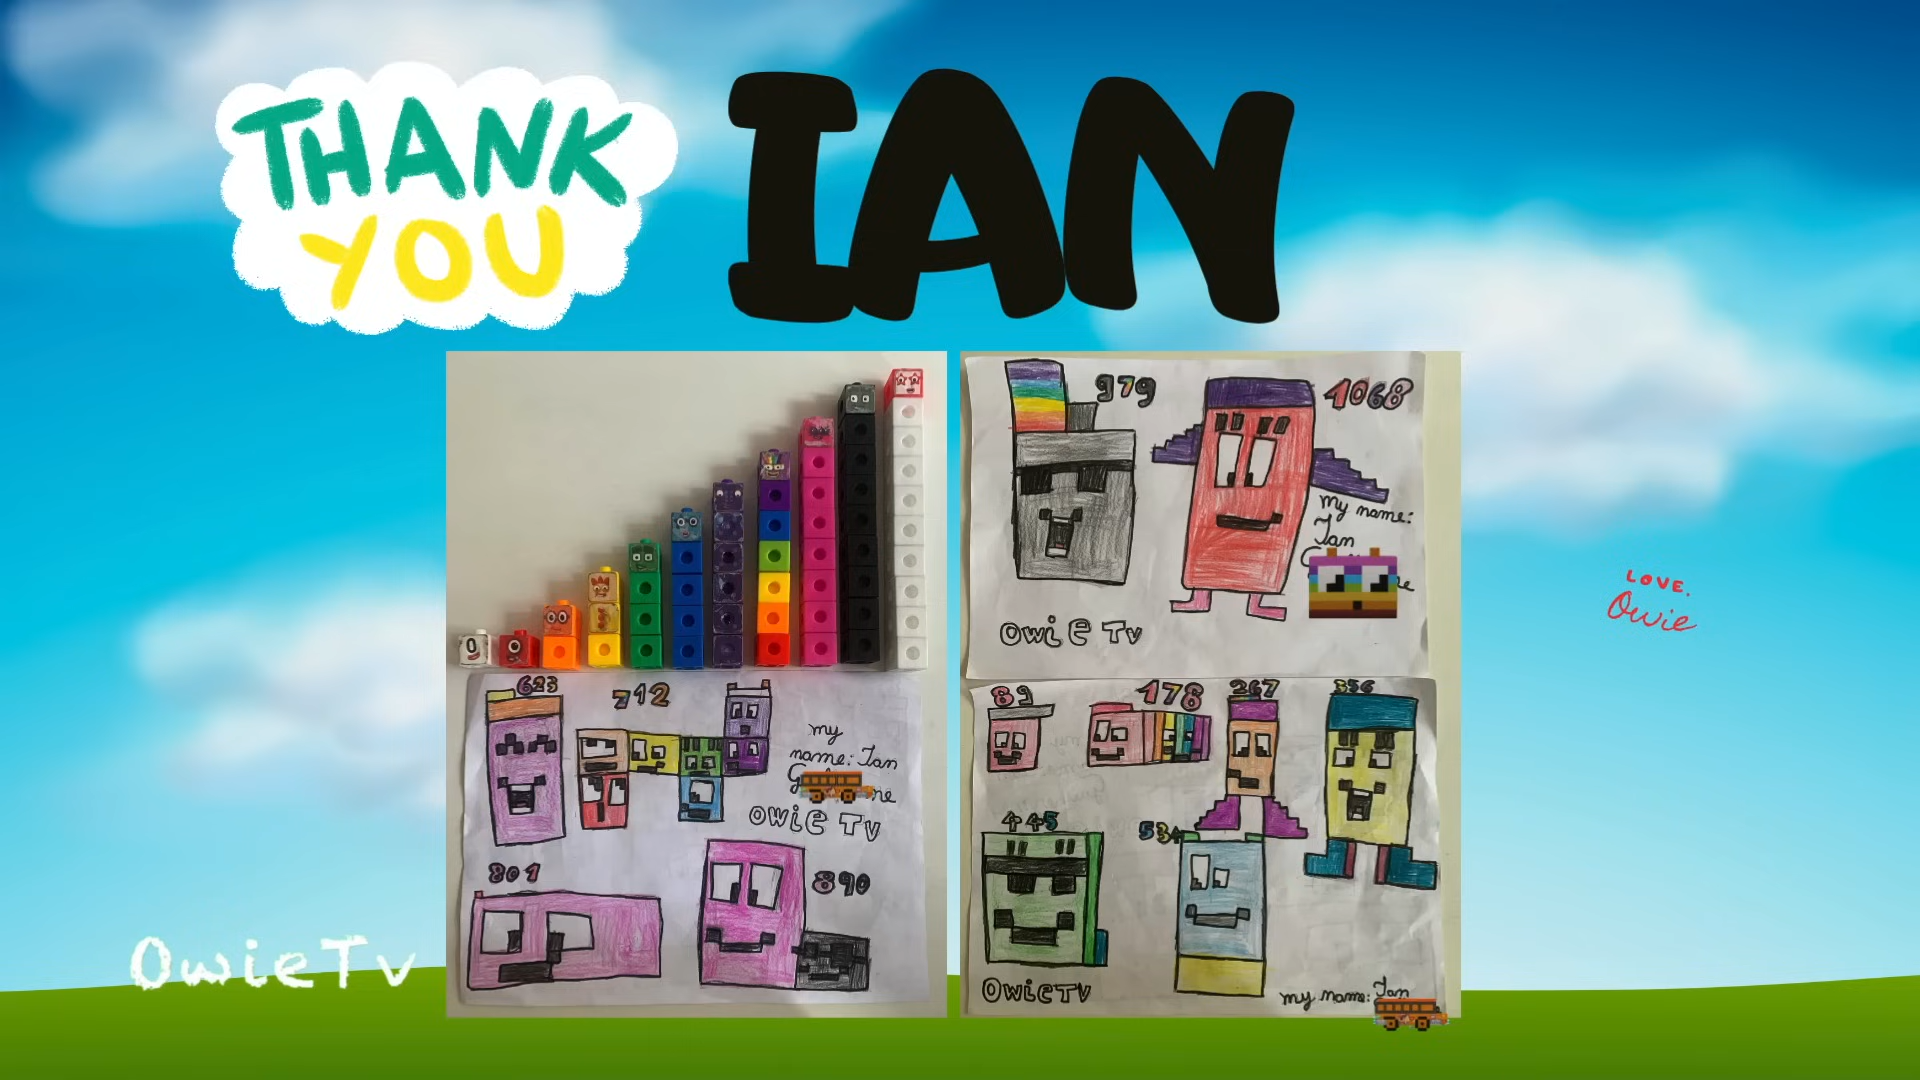 THANK
YOU
IAN
979
1068
my name:
Ian
Owie Tv
623
712
my
name: Ian
Owie Tv
801
890
89
178
267
356
445
534
OwieTv
my name: Ian
LOVE.
Owie
OwieTv